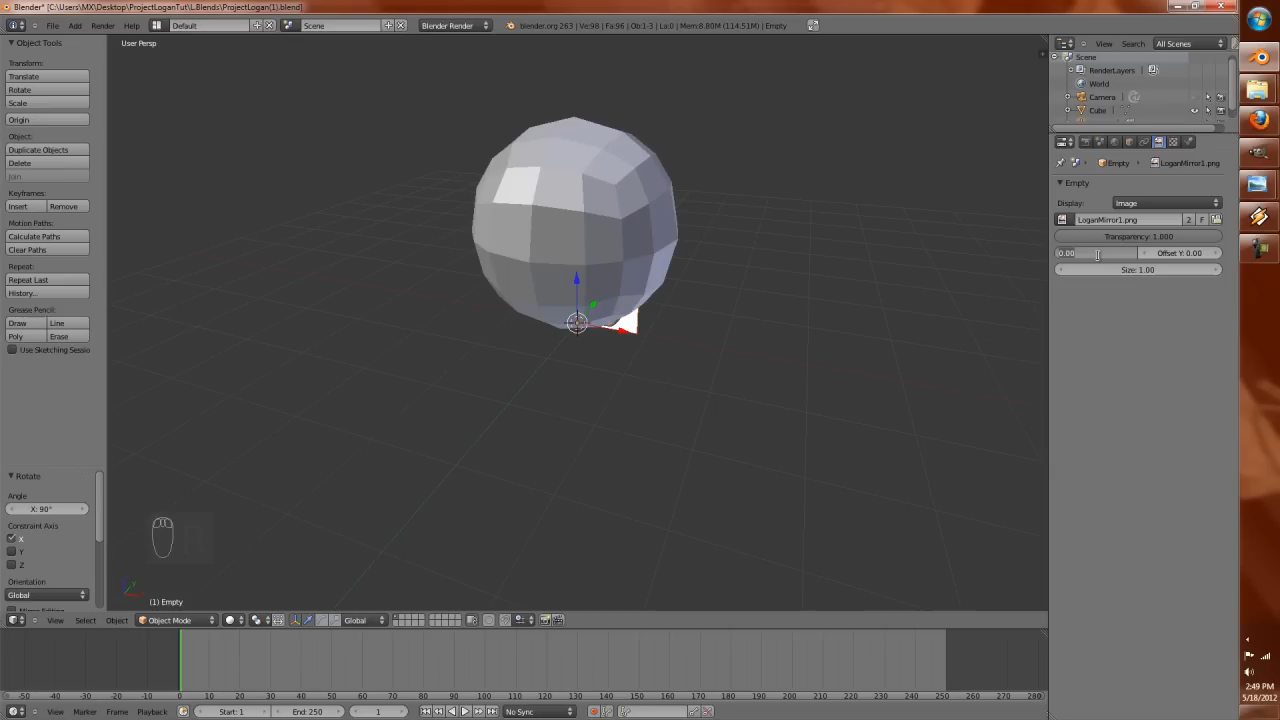 Blender* [C:\Users\MX\Desktop\ProjectLoganTut\L.Blends\ProjectLogan(1).blend]
File Add Render Help Default Scene Blender Render blender.org 263 | Ve:98 | Fa:96 | Ob:1-3 | La:0 | Mem:8.80M (114.51M) | Empty
View Search All Scenes
Object Tools
User Persp
Scene
Transform:
RenderLayers
Translate
World
Rotate
Camera
Scale
Cube
Origin
Object:
Duplicate Objects
Delete
Empty LoganMirror1.png
Join
Empty
Keyframes:
Display: Image
Insert Remove
LoganMirror1.png 2 F
Motion Paths:
Transparency: 1.000
Calculate Paths
Clear Paths
0.00 Offset Y: 0.00
Repeat:
Size: 1.00
Repeat Last
History...
Grease Pencil:
Draw Line
Poly Erase
Use Sketching Sessio
Rotate
Angle
X: 90°
Constraint Axis
X
Y
Z
Orientation
Global
(1) Empty
View Select Object Object Mode Global
-50 -40 -30 -20 -10 0 10 20 30 40 50 60 70 80 90 100 110 120 130 140 150 160 170 180 190 200 210 220 230 240 250 260 270 280
View Marker Frame Playback Start: 1 End: 250 1 No Sync
2:49 PM
5/18/2012